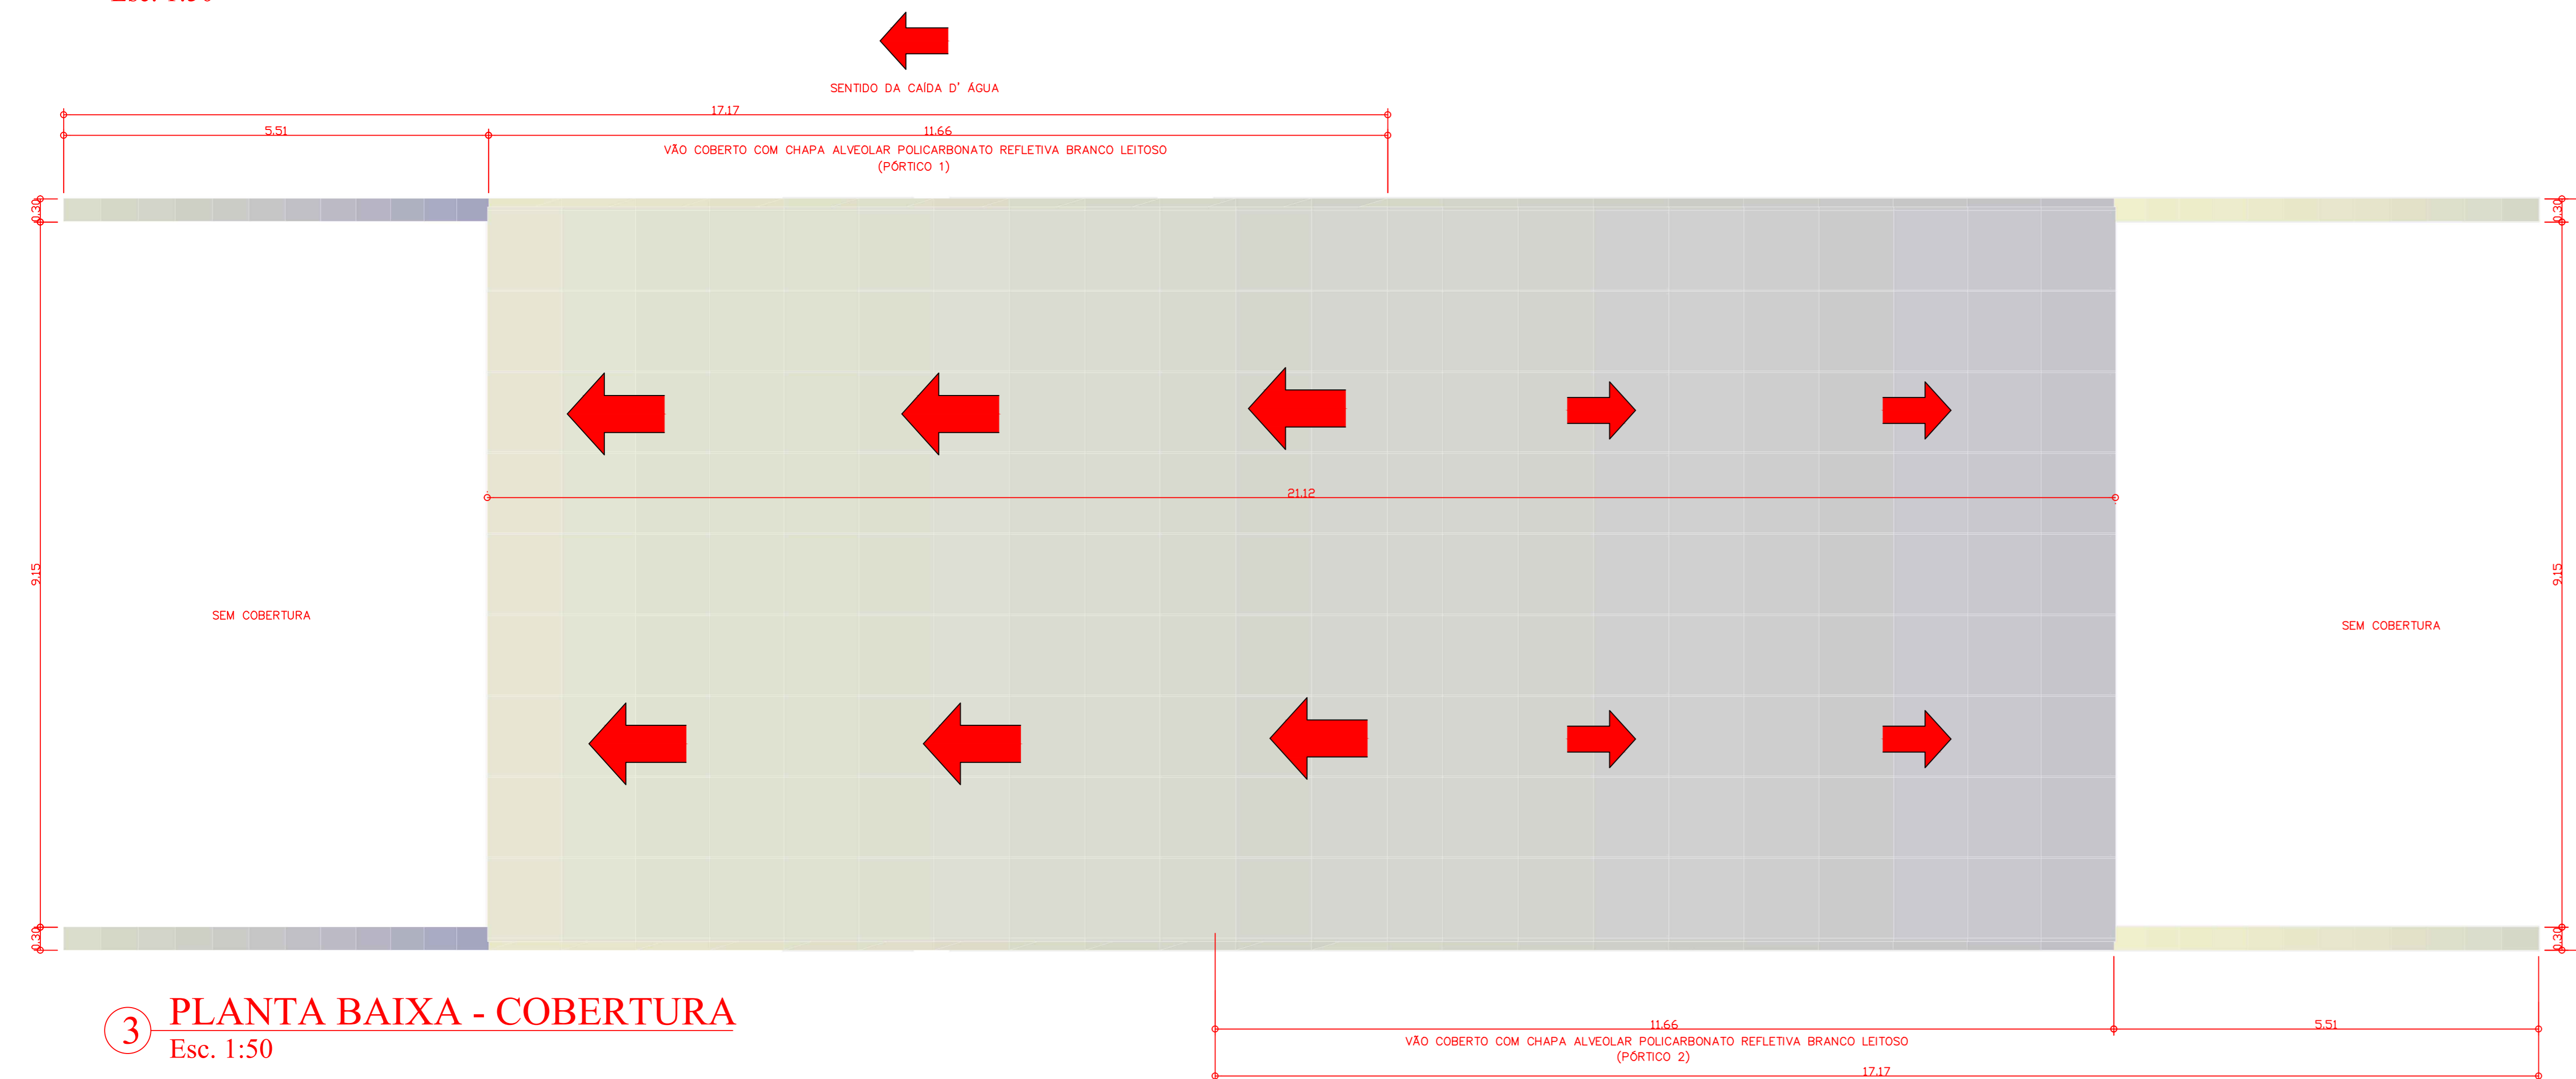 SENTIDO DA CAÍDA D' ÁGUA
17.17
5.51
11.66
VÃO COBERTO COM CHAPA ALVEOLAR POLICARBONATO REFLETIVA BRANCO LEITOSO
(PÓRTICO 1)
0.30
0.30
21.12
9.15
9.15
SEM COBERTURA
SEM COBERTURA
0.30
0.30
3 PLANTA BAIXA - COBERTURA
Esc. 1:50
11.66
5.51
VÃO COBERTO COM CHAPA ALVEOLAR POLICARBONATO REFLETIVA BRANCO LEITOSO
(PÓRTICO 2)
17.17